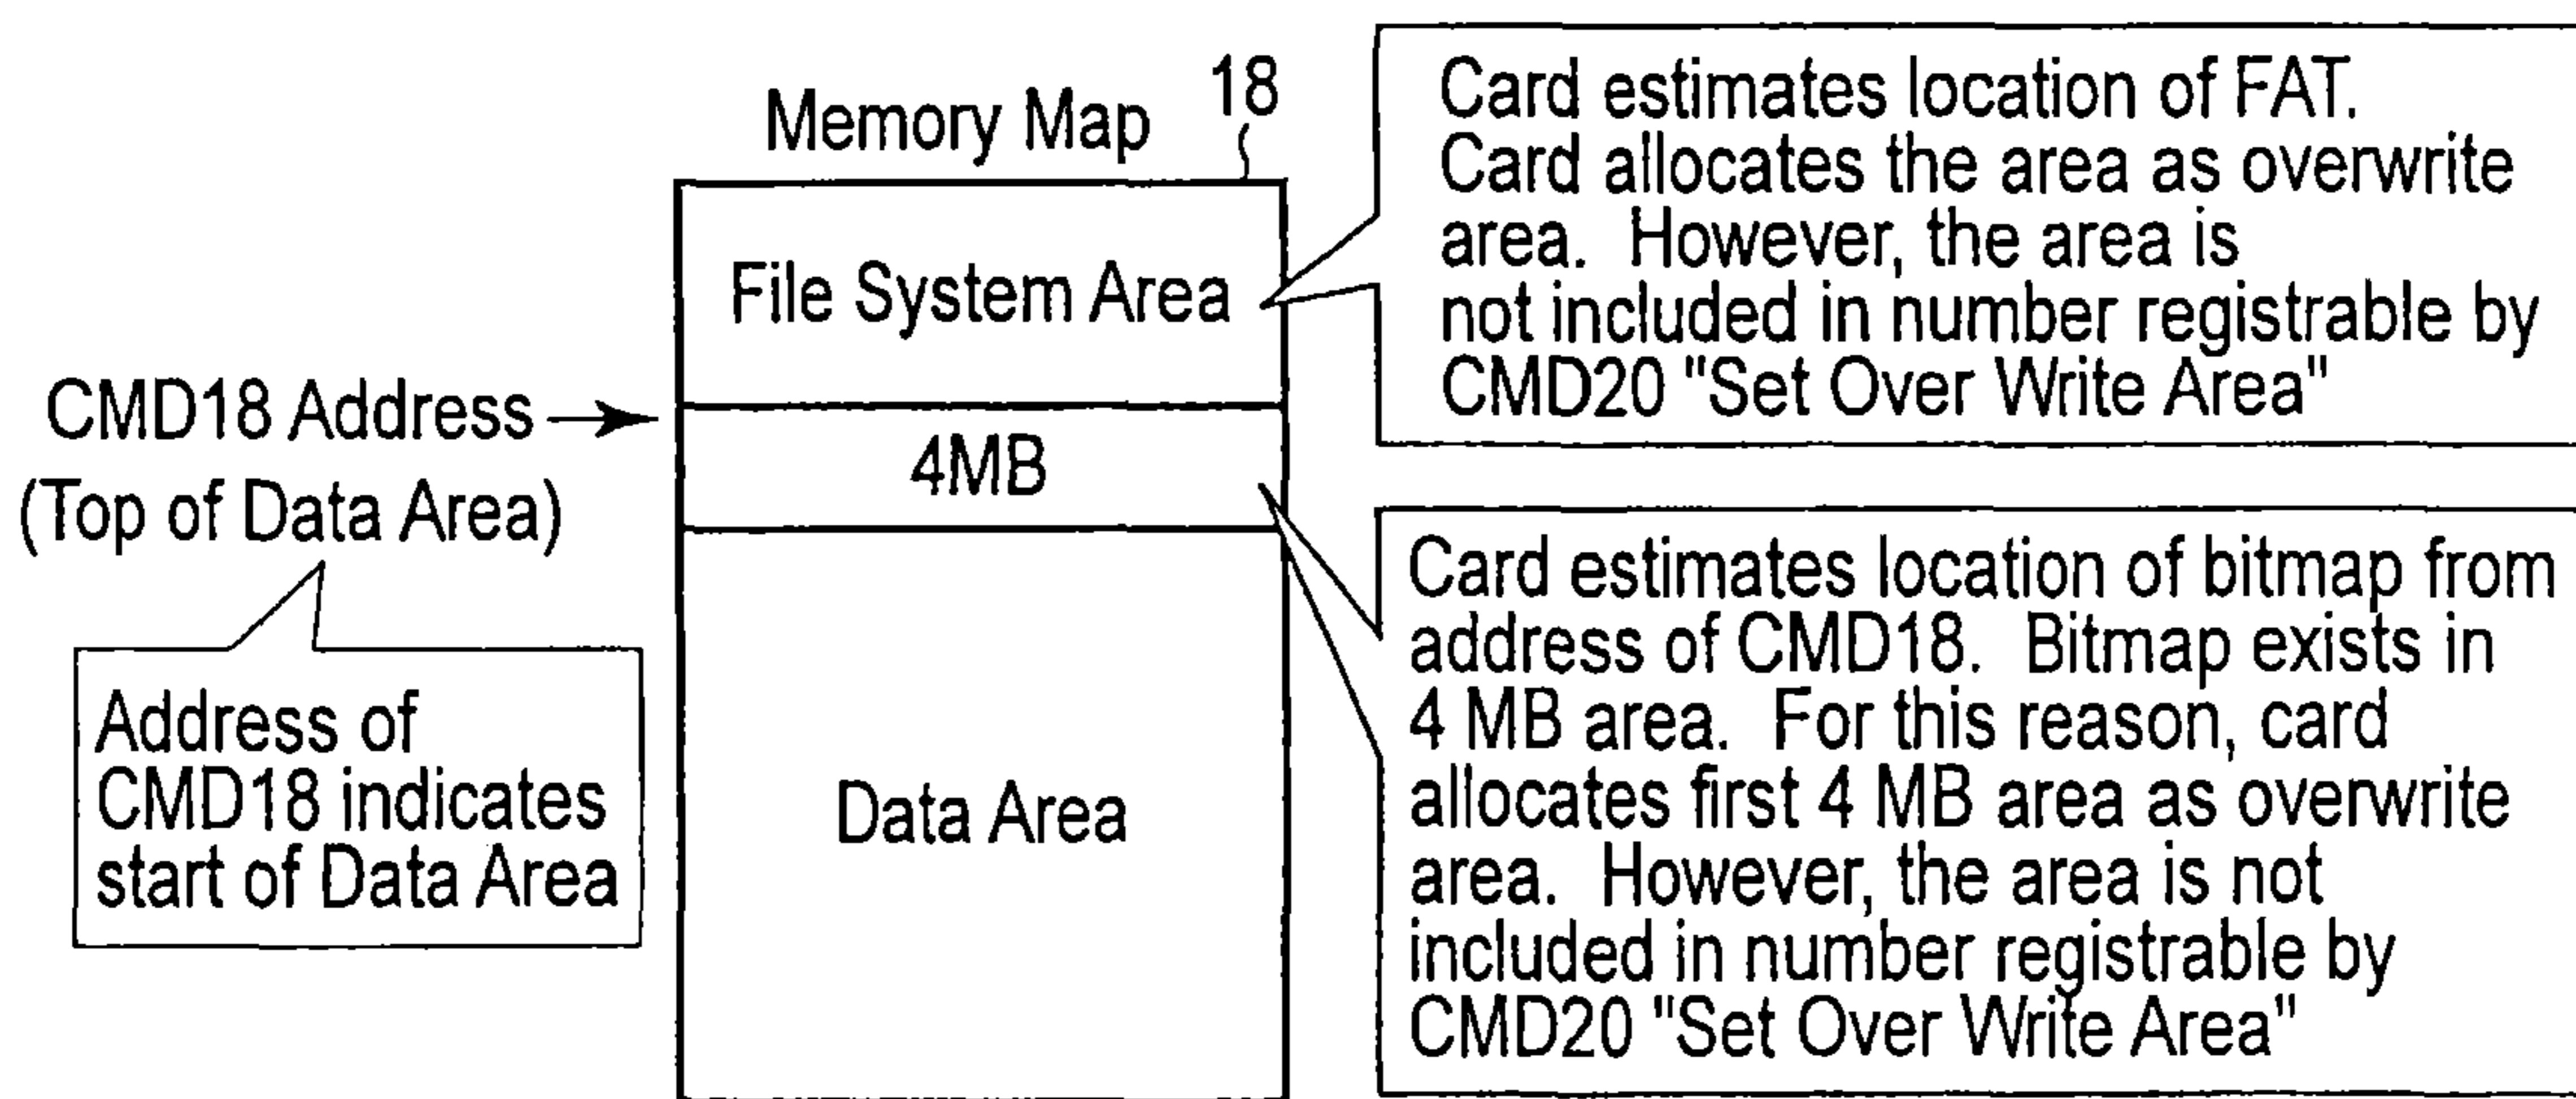 Memory Map
18
File System Area
CMD18 Address
(Top of Data Area)
4MB
Data Area
Address of
CMD18 indicates
start of Data Area
Card estimates location of FAT.
Card allocates the area as overwrite
area. However, the area is
not included in number registrable by
CMD20 "Set Over Write Area"
Card estimates location of bitmap from
address of CMD18. Bitmap exists in
4 MB area. For this reason, card
allocates first 4 MB area as overwrite
area. However, the area is not
included in number registrable by
CMD20 "Set Over Write Area"